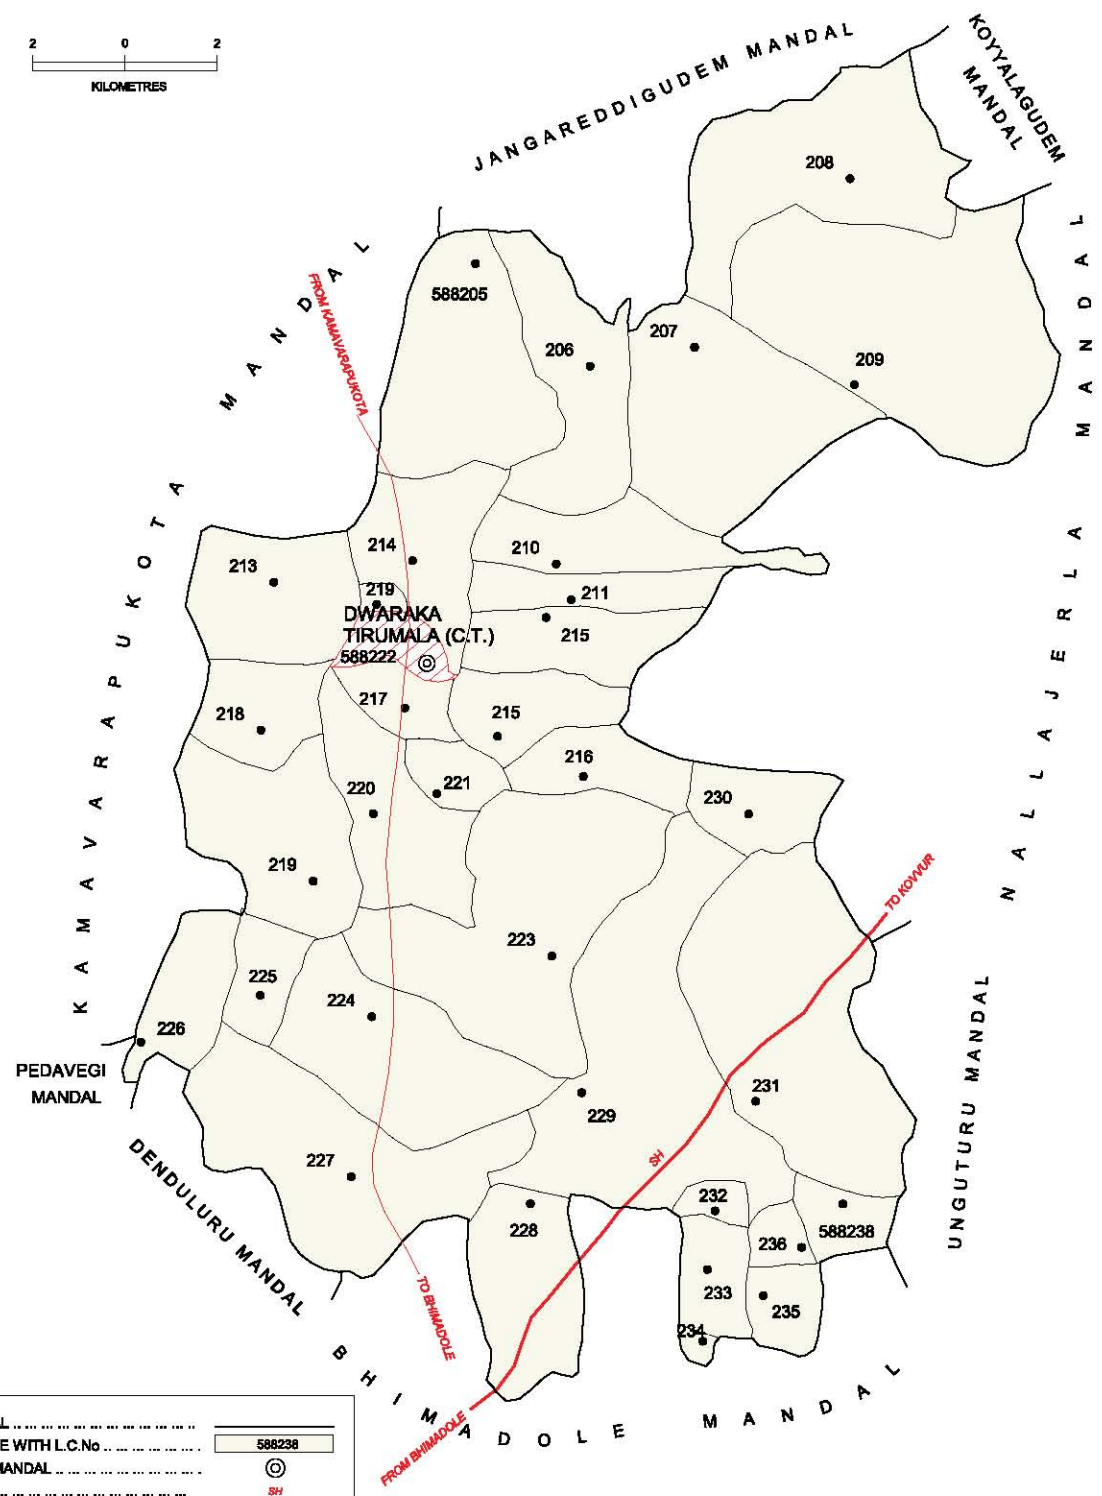 2 0 2
KILOMETRES
JANGAREDDIGUDEM MANDAL
KOYYALAGUDEM
MANDAL
208
588205
FROM KAMAVARAPUKOTA
206
207
209
KAMAVARAPUKOTA MANDAL
NALLAJERLA MANDAL
214
210
213
219
211
DWARAKA
TIRUMALA (C.T.)
215
588222
217
218
215
216
220
221
230
219
TO KOVVUR
223
225
224
226
PEDAVEGI
MANDAL
231
229
UNGUTURU MANDAL
SH
227
DENDULURU MANDAL
232
228
588238
236
233
235
234
TO BHIMADOLE
BHIMADOLE MANDAL
FROM BHIMADOLE
L
E WITH L.C.No 588238
MANDAL
SH